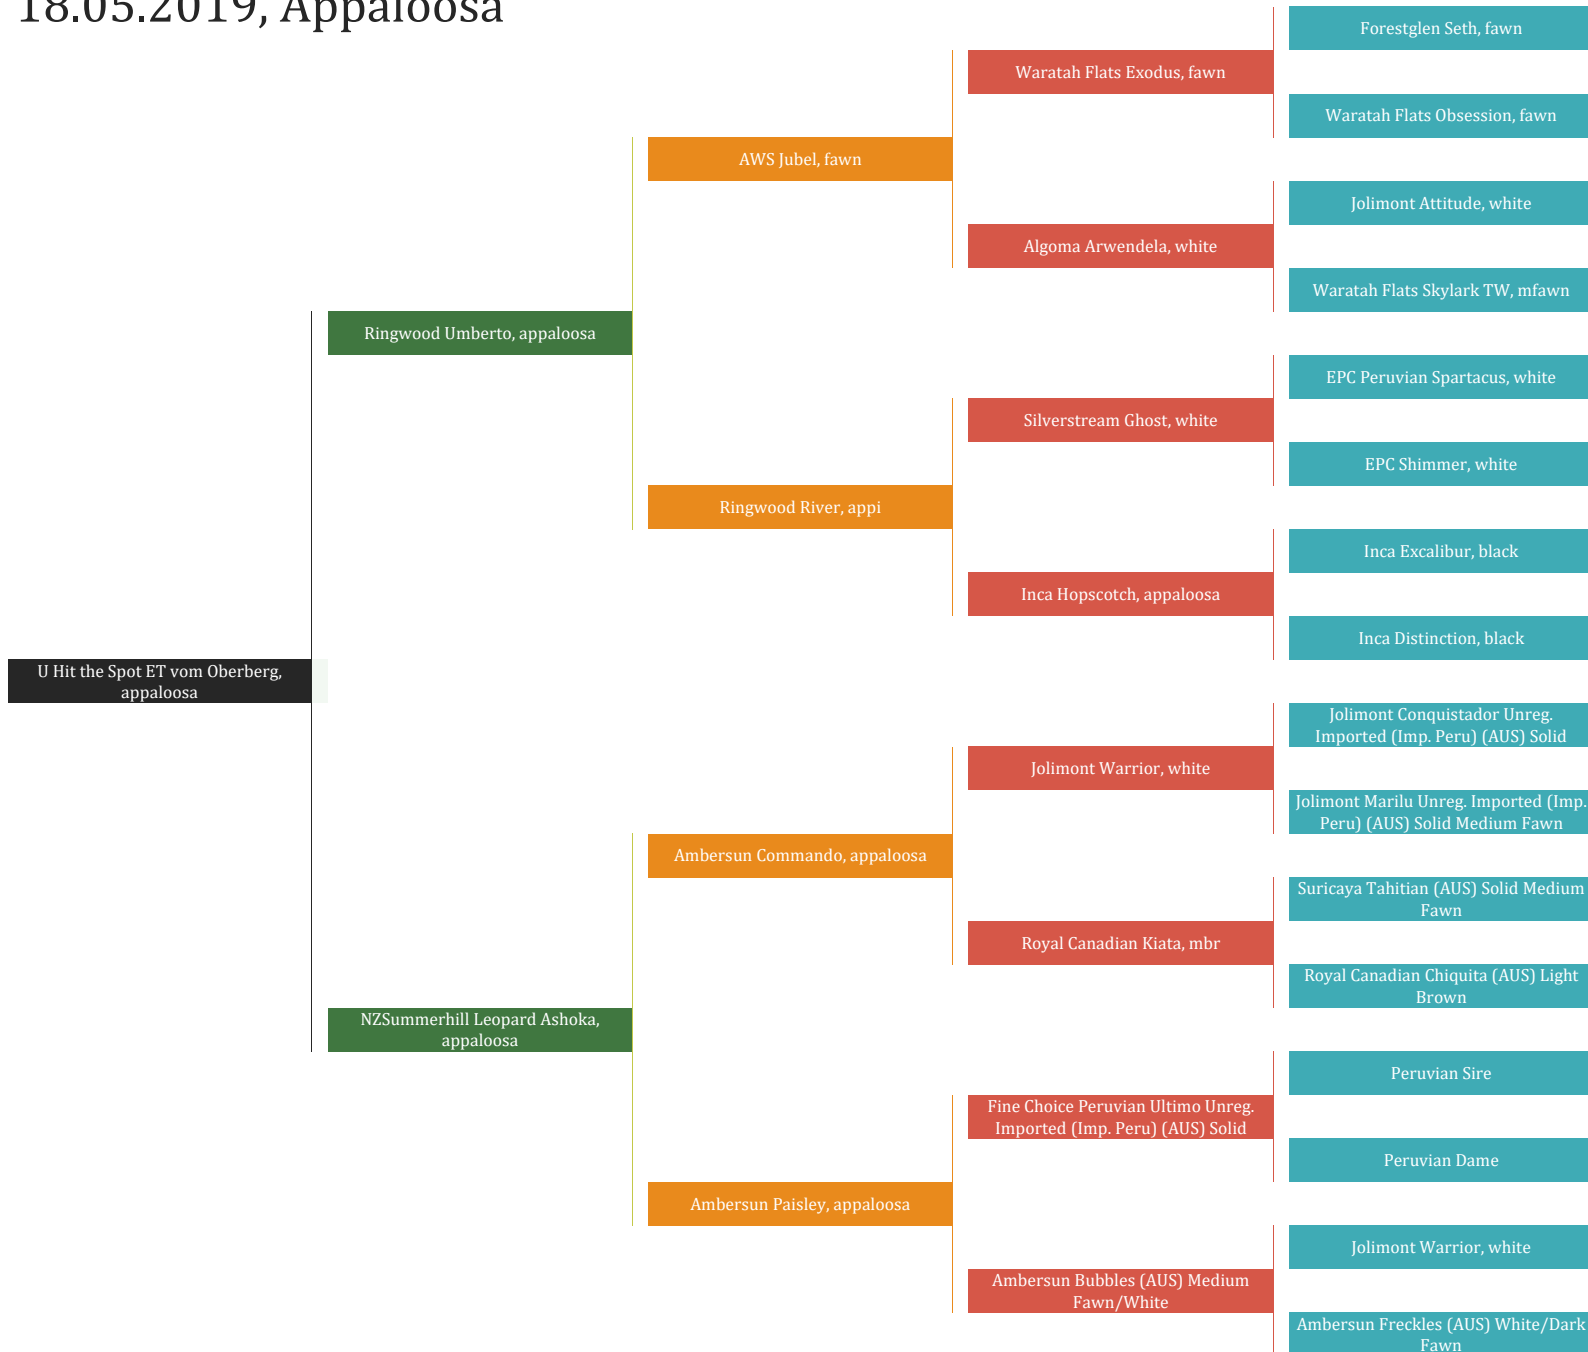 18.05.2019, Appaloosa
Forestglen Seth, fawn
Waratah Flats Exodus, fawn
Waratah Flats Obsession, fawn
AWS Jubel, fawn
Jolimont Attitude, white
Algoma Arwendela, white
Waratah Flats Skylark TW, mfawn
Ringwood Umberto, appaloosa
EPC Peruvian Spartacus, white
Silverstream Ghost, white
EPC Shimmer, white
Ringwood River, appi
Inca Excalibur, black
Inca Hopscotch, appaloosa
Inca Distinction, black
U Hit the Spot ET vom Oberberg,
appaloosa
Jolimont Conquistador Unreg.
Imported (Imp. Peru) (AUS) Solid
Jolimont Warrior, white
Jolimont Marilu Unreg. Imported (Imp.
Peru) (AUS) Solid Medium Fawn
Ambersun Commando, appaloosa
Suricaya Tahitian (AUS) Solid Medium
Fawn
Royal Canadian Kiata, mbr
Royal Canadian Chiquita (AUS) Light
Brown
NZSummerhill Leopard Ashoka,
appaloosa
Peruvian Sire
Fine Choice Peruvian Ultimo Unreg.
Imported (Imp. Peru) (AUS) Solid
Peruvian Dame
Ambersun Paisley, appaloosa
Jolimont Warrior, white
Ambersun Bubbles (AUS) Medium
Fawn/White
Ambersun Freckles (AUS) White/Dark
Fawn